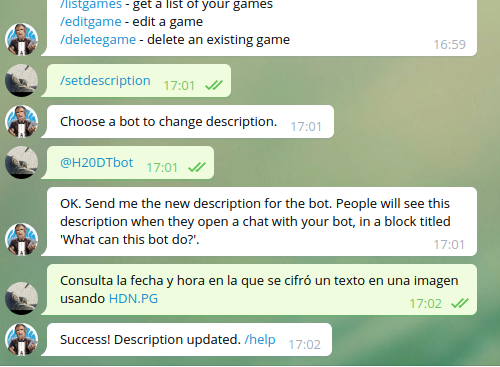 /listgames - get a list of your games
/editgame - edit a game
/deletegame - delete an existing game
16:59
/setdescription 17:01
Choose a bot to change description. 17:01
@H20DTbot 17:01
OK. Send me the new description for the bot. People will see this
description when they open a chat with your bot, in a block titled
'What can this bot do?'.
17:01
Consulta la fecha y hora en la que se cifró un texto en una imagen
usando HDN.PG
17:02
Success! Description updated. /help 17:02